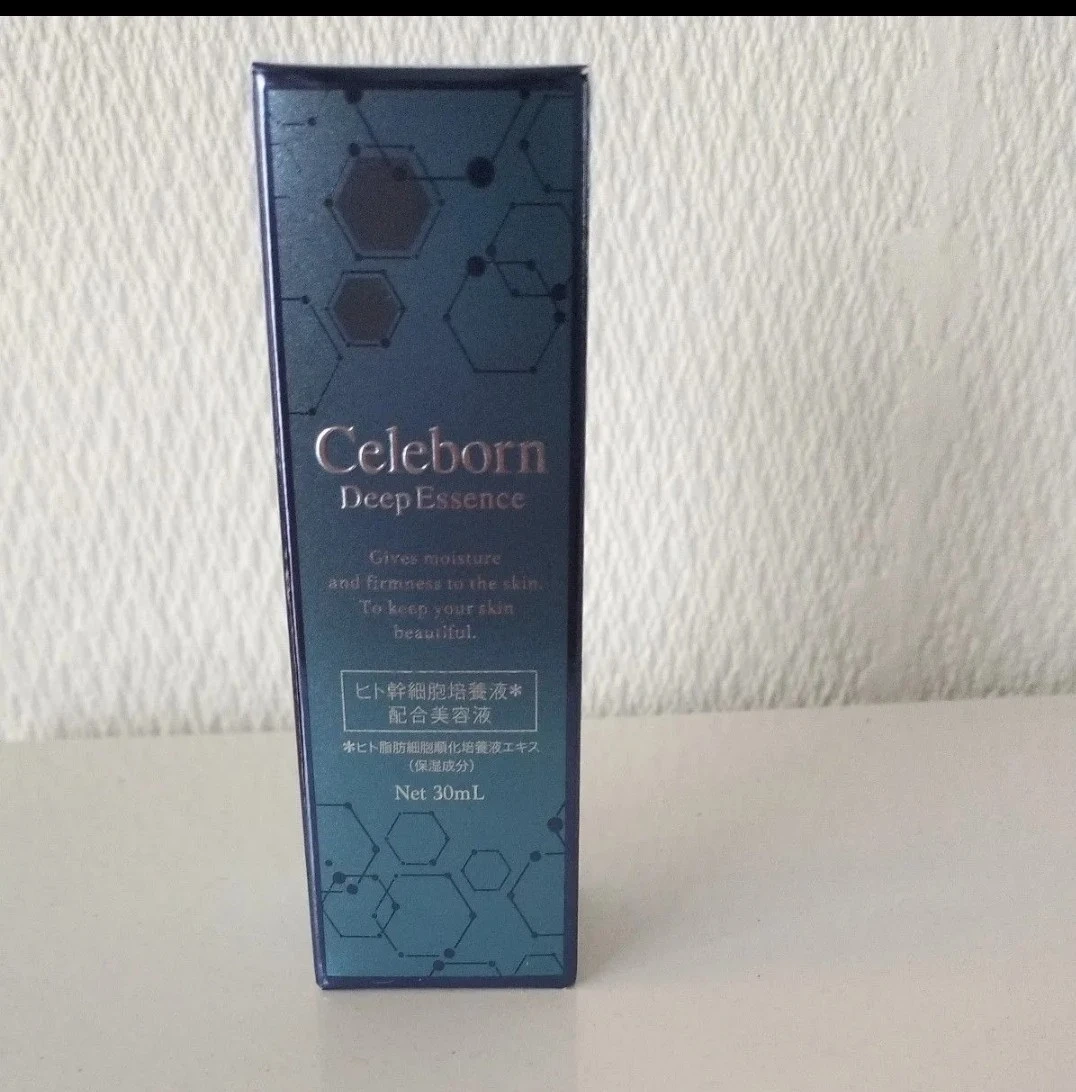 Celeborn
Deep Essence
Gives moisture
and firmness to the skin.
To keep your skin
beautiful.
ヒト幹細胞培養液*
配合美容液
*ヒト脂肪細胞順化培養液エキス
(保湿成分)
Net 30mL